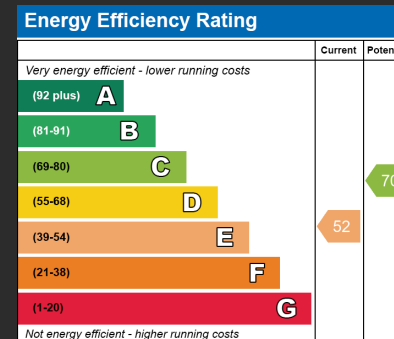 Energy Efficiency Rating
Current
Very energy efficient - lower running costs
(92 plus) A
(81-91) B
(69-80) C
70
(55-68) D
(39-54) E
52
(21-38) F
(1-20) G
Not energy efficient - higher running costs